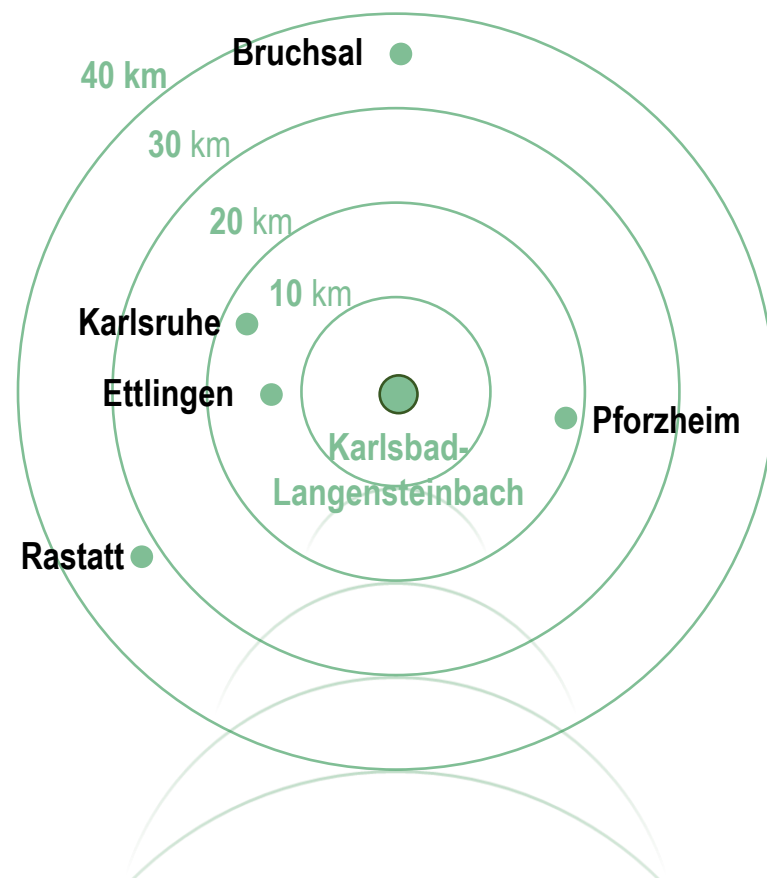 Bruchsal
40 km
30 km
20 km
10 km
Karlsruhe
Ettlingen
Pforzheim
Karlsbad-
Langensteinbach
Rastatt